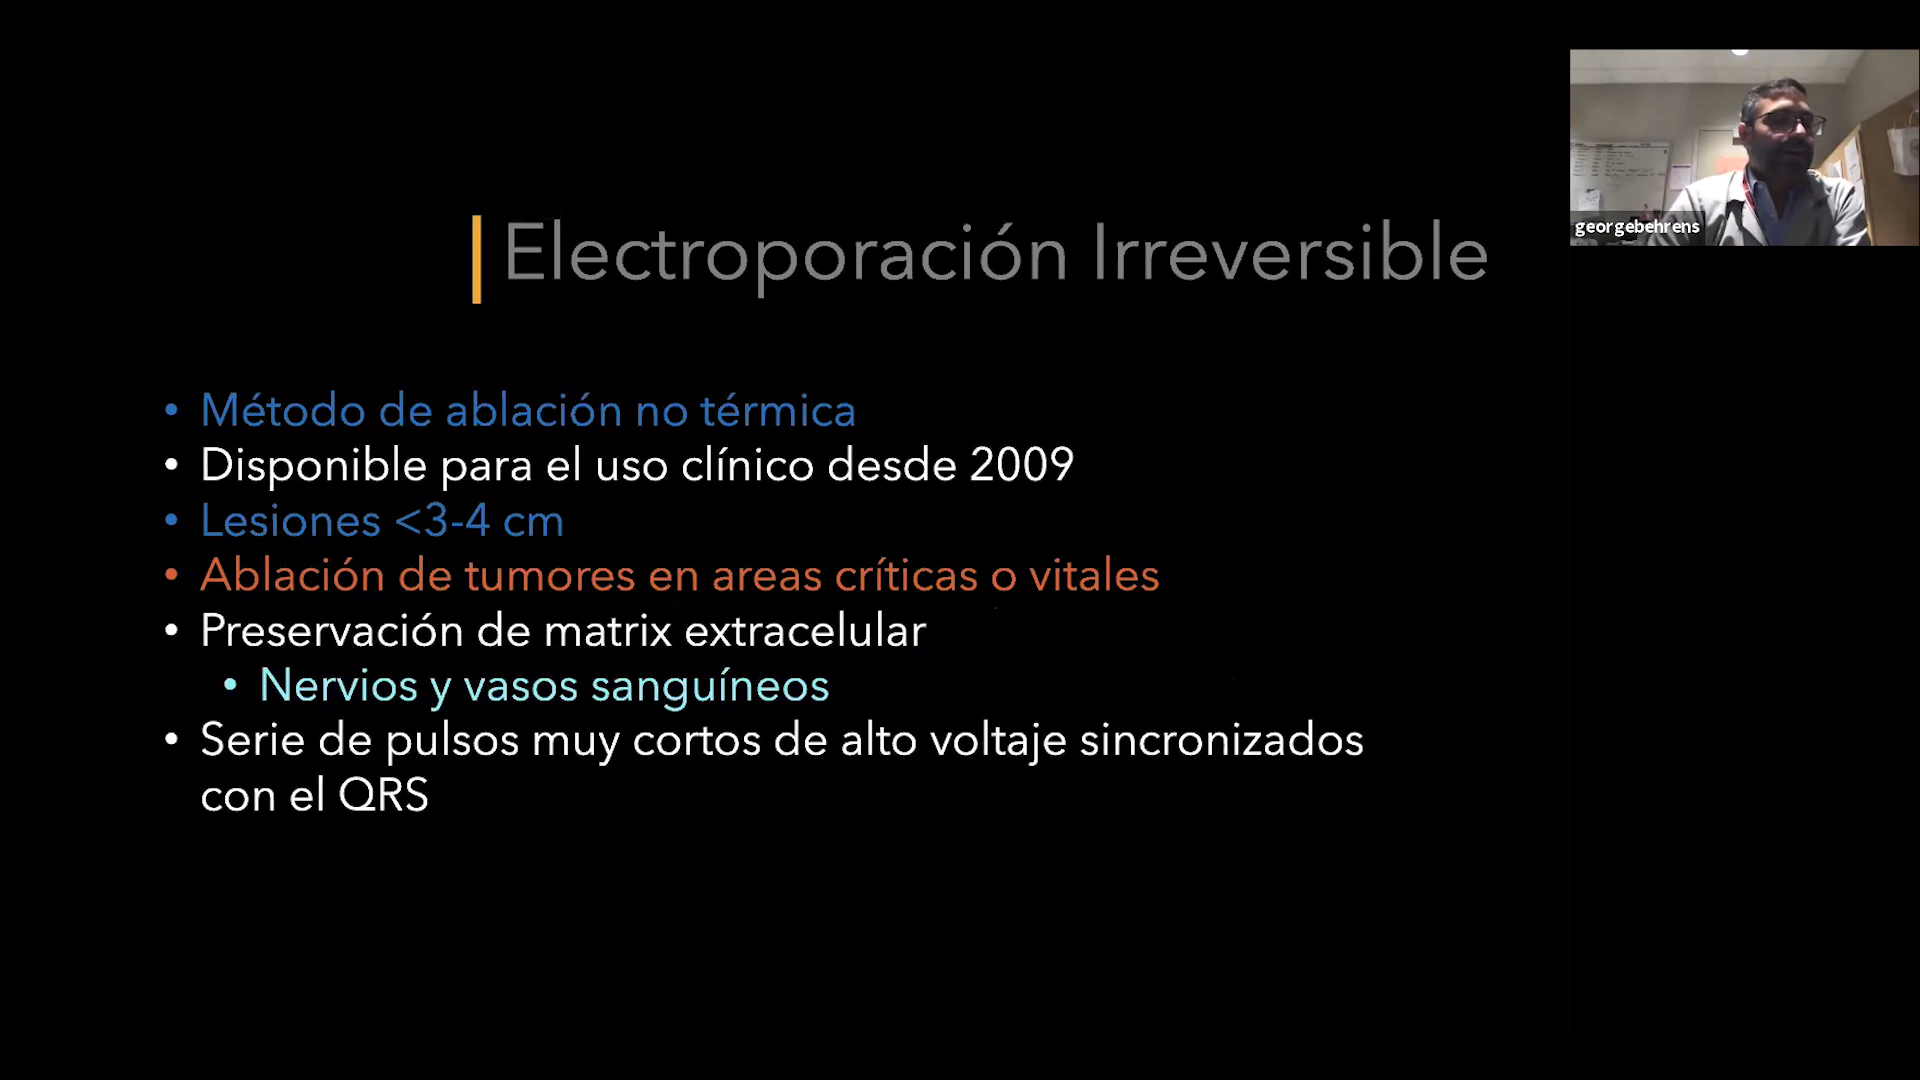 Electroporación Irreversible
• Método de ablación no térmica
• Disponible para el uso clínico desde 2009
• Lesiones <3-4 cm
• Ablación de tumores en areas críticas o vitales
• Preservación de matrix extracelular
• Nervios y vasos sanguíneos
• Serie de pulsos muy cortos de alto voltaje sincronizados
con el QRS
georgebehrens